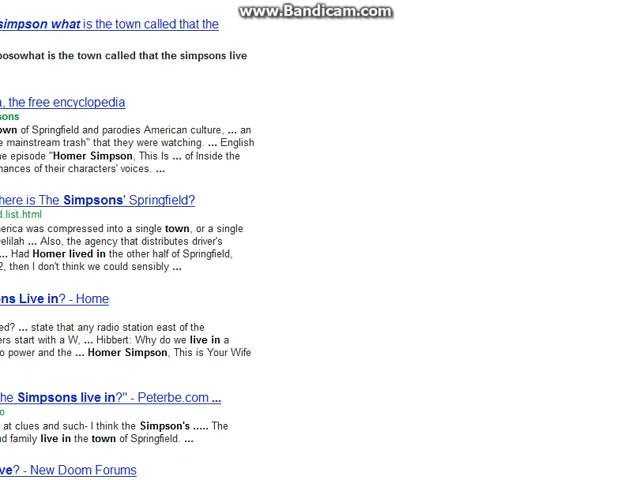 www.Bandicam.com
simpson what is the town called that the
posowhat is the town called that the simpsons live
, the free encyclopedia
sons
own of Springfield and parodies American culture, ... an
e mainstream trash" that they were watching. ... English
ne episode "Homer Simpson, This Is ... of Inside the
nances of their characters' voices. ...
here is The Simpsons' Springfield?
d.list.html
merica was compressed into a single town, or a single
elilah ... Also, the agency that distributes driver's
... Had Homer lived in the other half of Springfield,
2, then I don't think we could sensibly ...
ns Live in? - Home
ed? ... state that any radio station east of the
ers start with a W, ... Hibbert: Why do we live in a
o power and the ... Homer Simpson, This is Your Wife
he Simpsons live in?" - Peterbe.com ...
o
at clues and such- I think the Simpson's ..... The
nd family live in the town of Springfield. ...
ve? - New Doom Forums